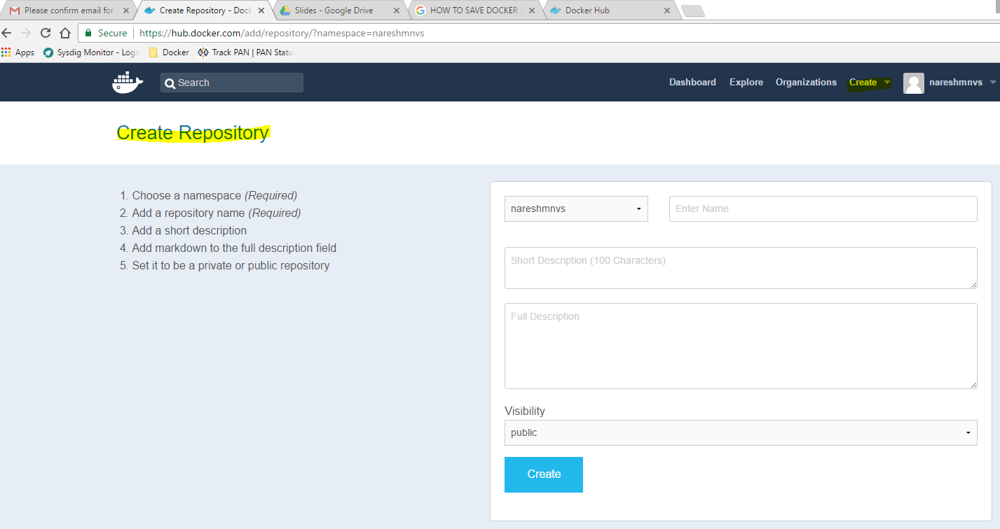 Please confirm email for
Create Repository - Dock
Slides - Google Drive
HOW TO SAVE DOCKER
Docker Hub
Secure
https://hub.docker.com/add/repository/?namespace=nareshmnvs
Apps
Sysdig Monitor - Logi
Docker
Track PAN | PAN Statu
Search
Dashboard
Explore
Organizations
Create
nareshmnvs
Create Repository
1. Choose a namespace (Required)
2. Add a repository name (Required)
3. Add a short description
4. Add markdown to the full description field
5. Set it to be a private or public repository
nareshmnvs
Enter Name
Short Description (100 Characters)
Full Description
Visibility
public
Create